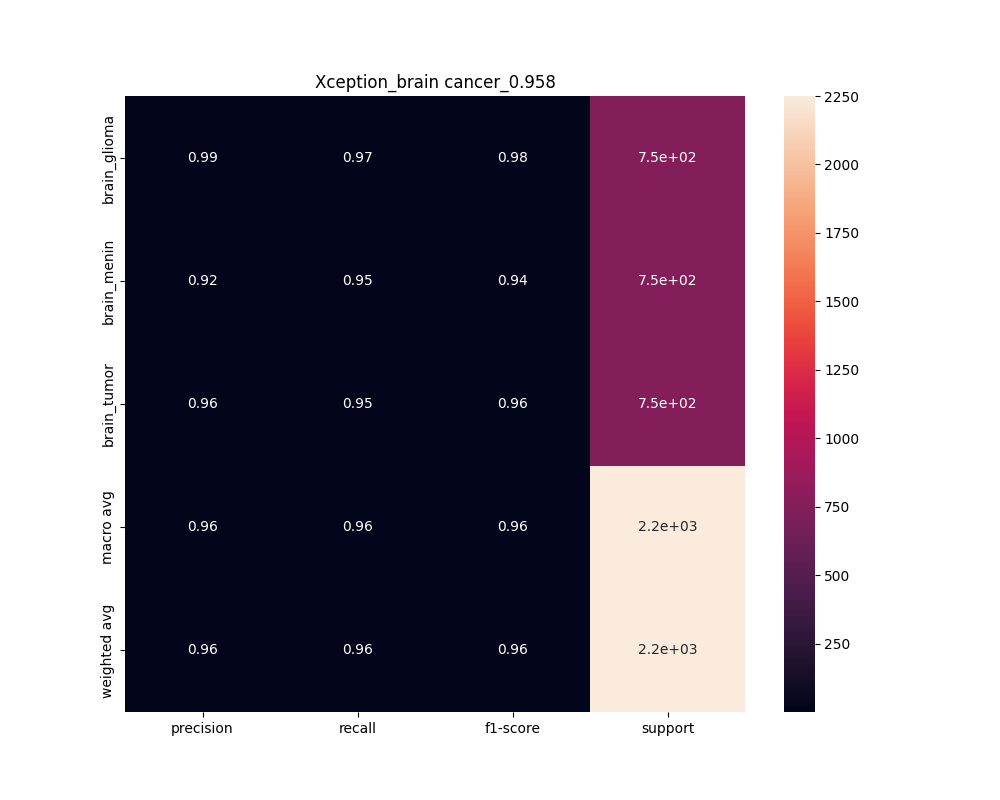 Xception_brain cancer_0.958
brain_glioma 0.99 0.97 0.98 7.5e+02
brain_menin 0.92 0.95 0.94 7.5e+02
brain_tumor 0.96 0.95 0.96 7.5e+02
macro avg 0.96 0.96 0.96 2.2e+03
weighted avg 0.96 0.96 0.96 2.2e+03
precision recall f1-score support
2250
2000
1750
1500
1250
1000
750
500
250